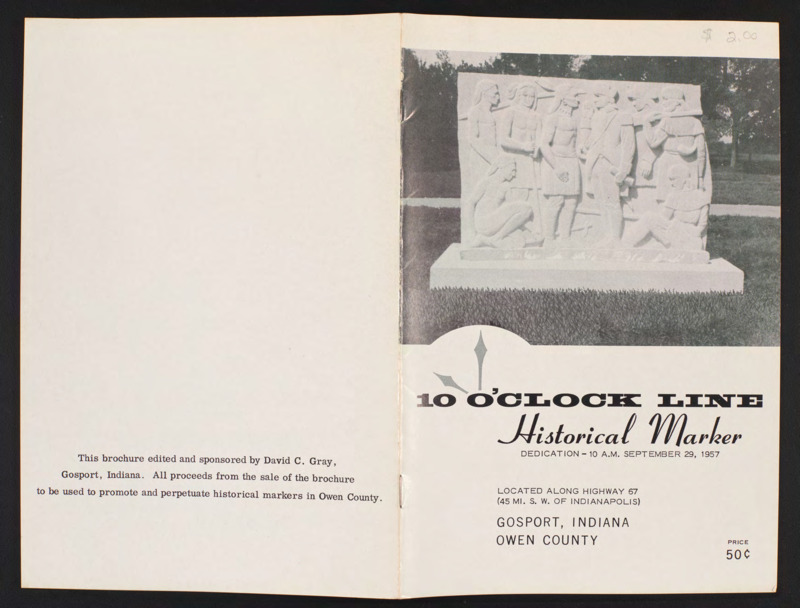 This brochure edited and sponsored by David C. Gray,
Gosport, Indiana. All proceeds from the sale of the brochure
to be used to promote and perpetuate historical markers in Owen County.
$ 2.00
10 O'CLOCK LINE
Historical Marker
DEDICATION – 10 A.M. SEPTEMBER 29, 1957
LOCATED ALONG HIGHWAY 67
(45 MI. S. W. OF INDIANAPOLIS)
GOSPORT, INDIANA
OWEN COUNTY
PRICE
50¢